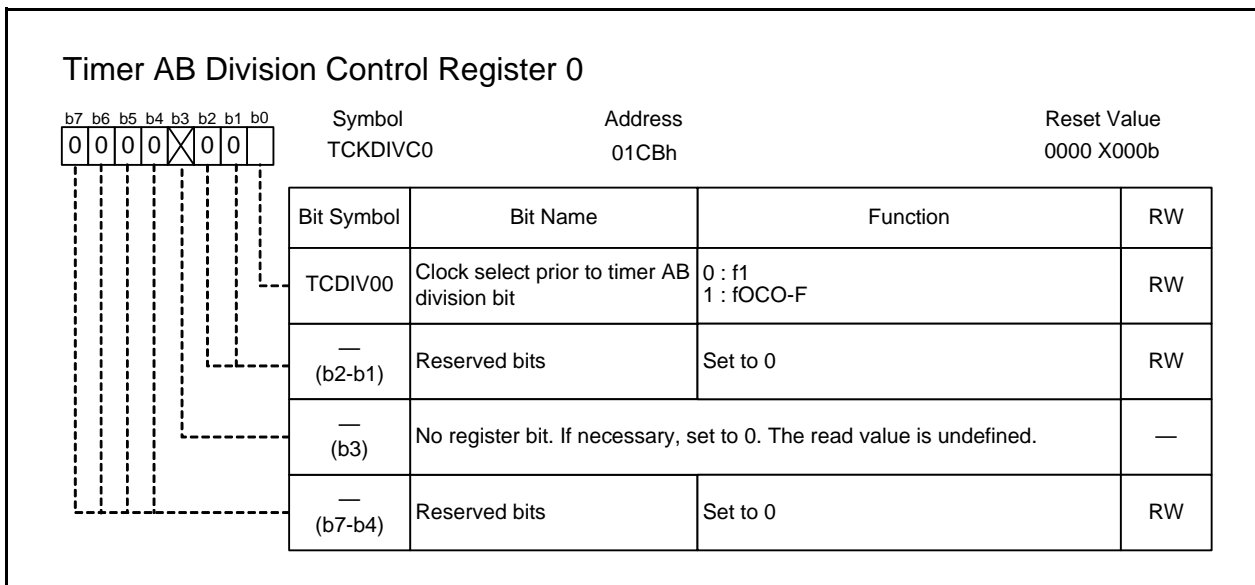 Timer AB Division Control Register 0
b7 b6 b5 b4 b3 b2 b1 b0
0 0 0 0 X 0 0
Symbol Address Reset Value
TCKDIVC0 01CBh 0000 X000b
Bit Symbol Bit Name Function RW
TCDIV00 Clock select prior to timer AB division bit 0 : f1 RW
1 : fOCO-F
— (b2-b1) Reserved bits Set to 0 RW
— (b3) No register bit. If necessary, set to 0. The read value is undefined. —
— (b7-b4) Reserved bits Set to 0 RW